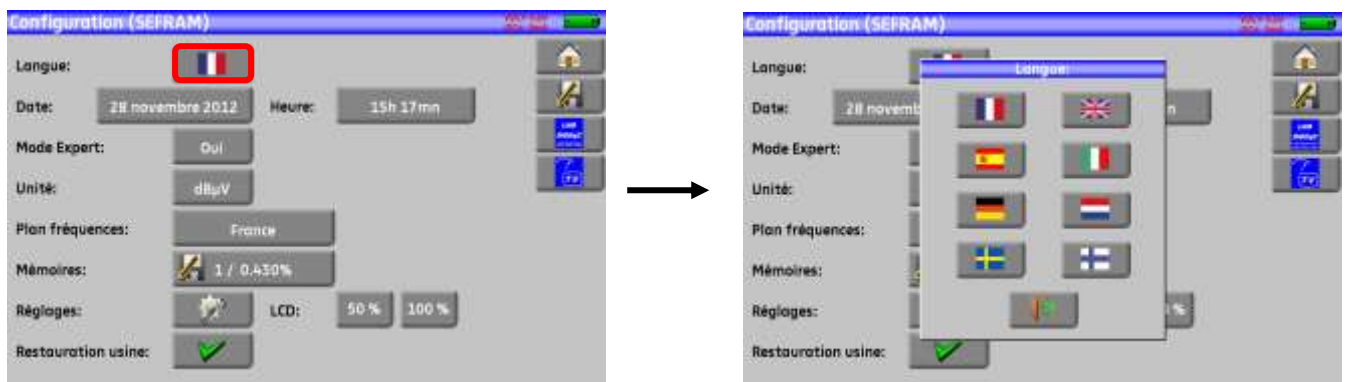 Configuration (SEFRAM)
Langue:
Date: 28 novembre 2012 Heure: 15h 17mn
Mode Expert: Oui
Unité: dBµV
Plan fréquences: France
Mémoires: 1 / 0.430%
Réglages: LCD: 50 % 100 %
Restauration usine:
Configuration (SEFRAM)
Langue:
Langue:
Date: 28 novemb n
Mode Expert:
Unité:
Plan fréquences:
Mémoires:
Réglages: %
Restauration usine: